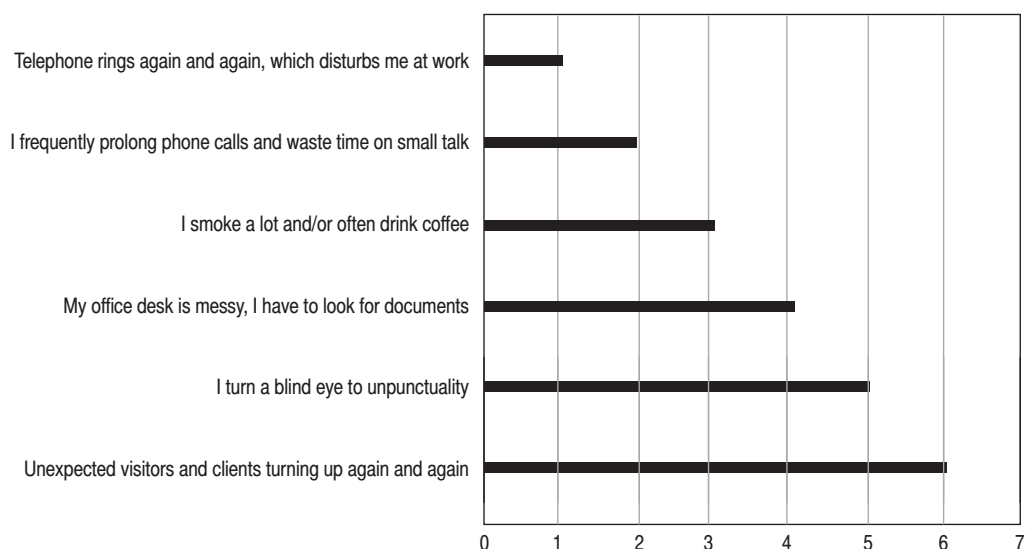 Telephone rings again and again, which disturbs me at work
I frequently prolong phone calls and waste time on small talk
I smoke a lot and/or often drink coffee
My office desk is messy, I have to look for documents
I turn a blind eye to unpunctuality
Unexpected visitors and clients turning up again and again
0 1 2 3 4 5 6 7